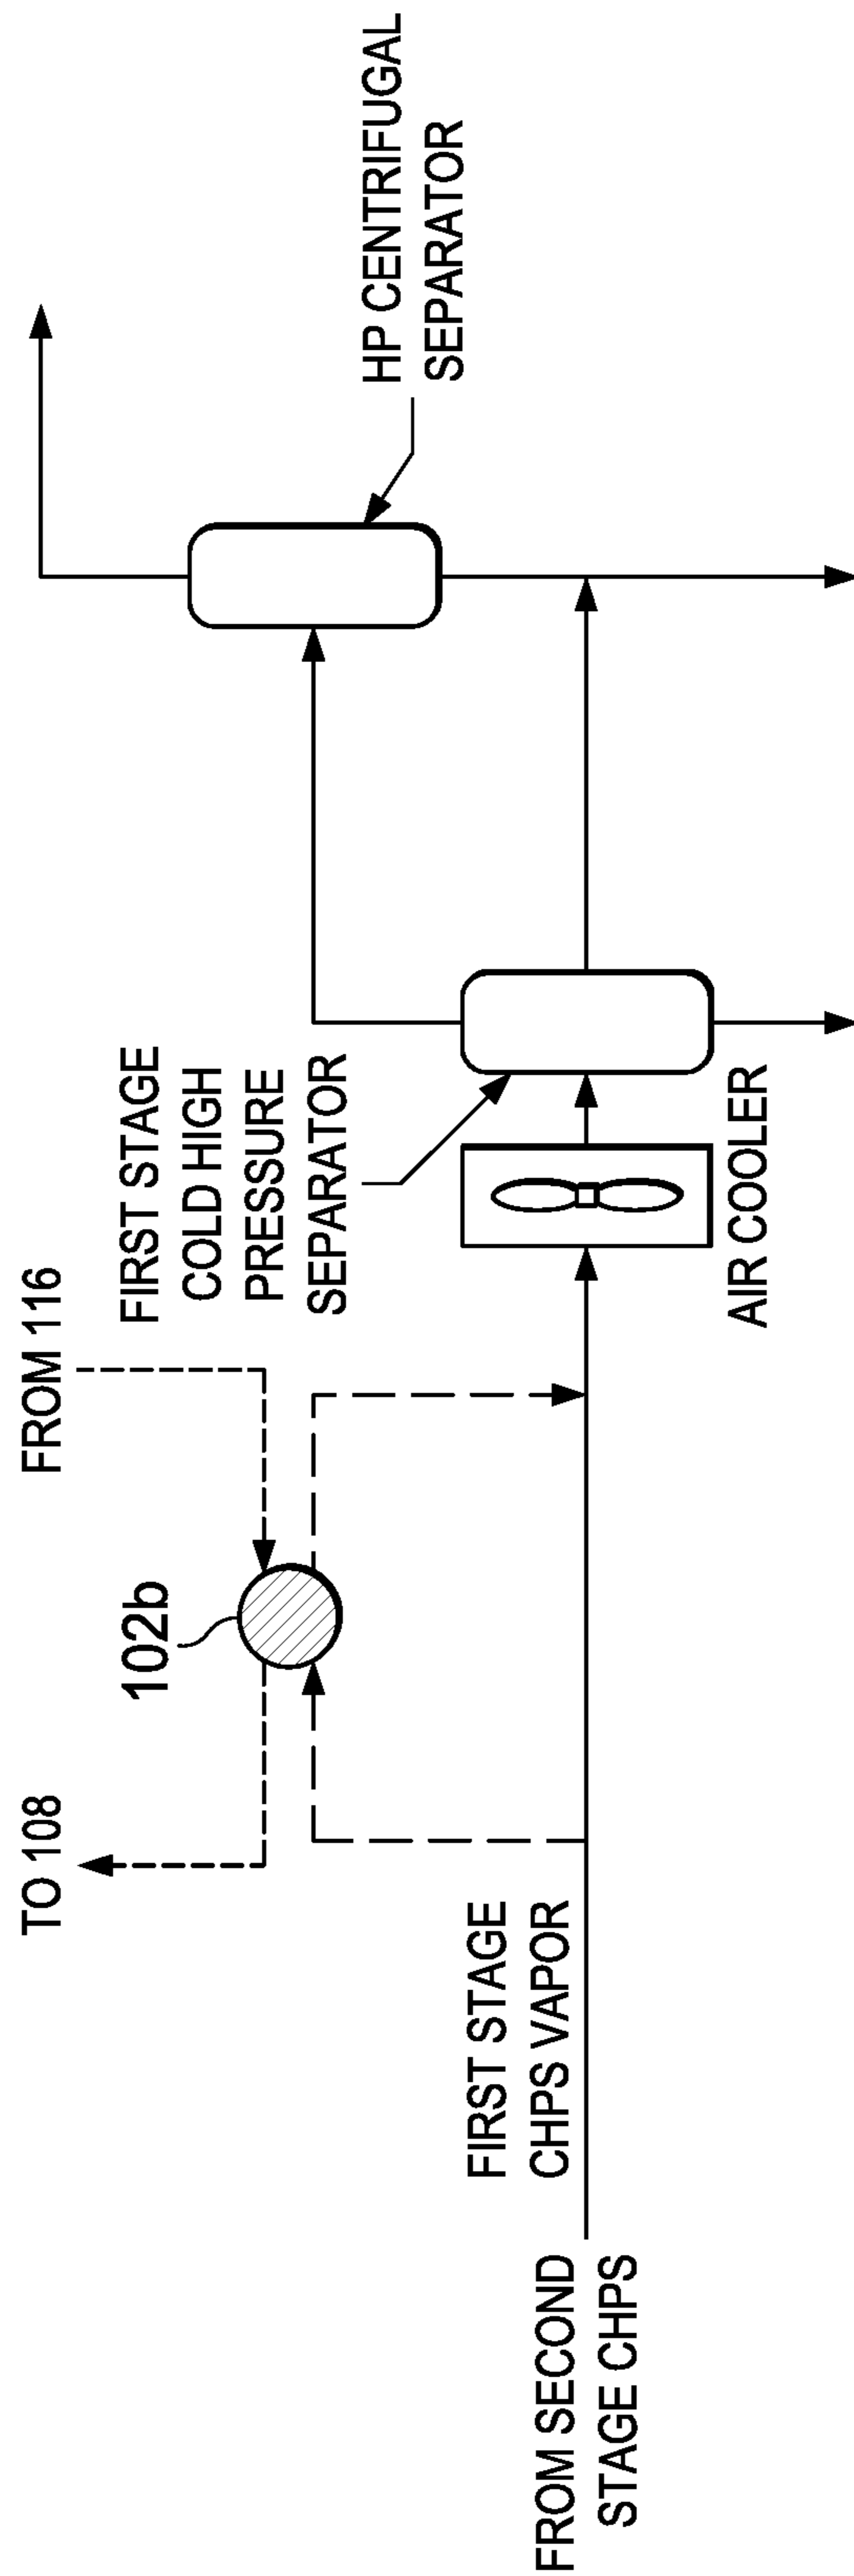 TO 108
FROM 116
102b
FIRST STAGE
COLD HIGH
PRESSURE
SEPARATOR
HP CENTRIFUGAL
SEPARATOR
FIRST STAGE
CHPS VAPOR
FROM SECOND
STAGE CHPS
AIR COOLER